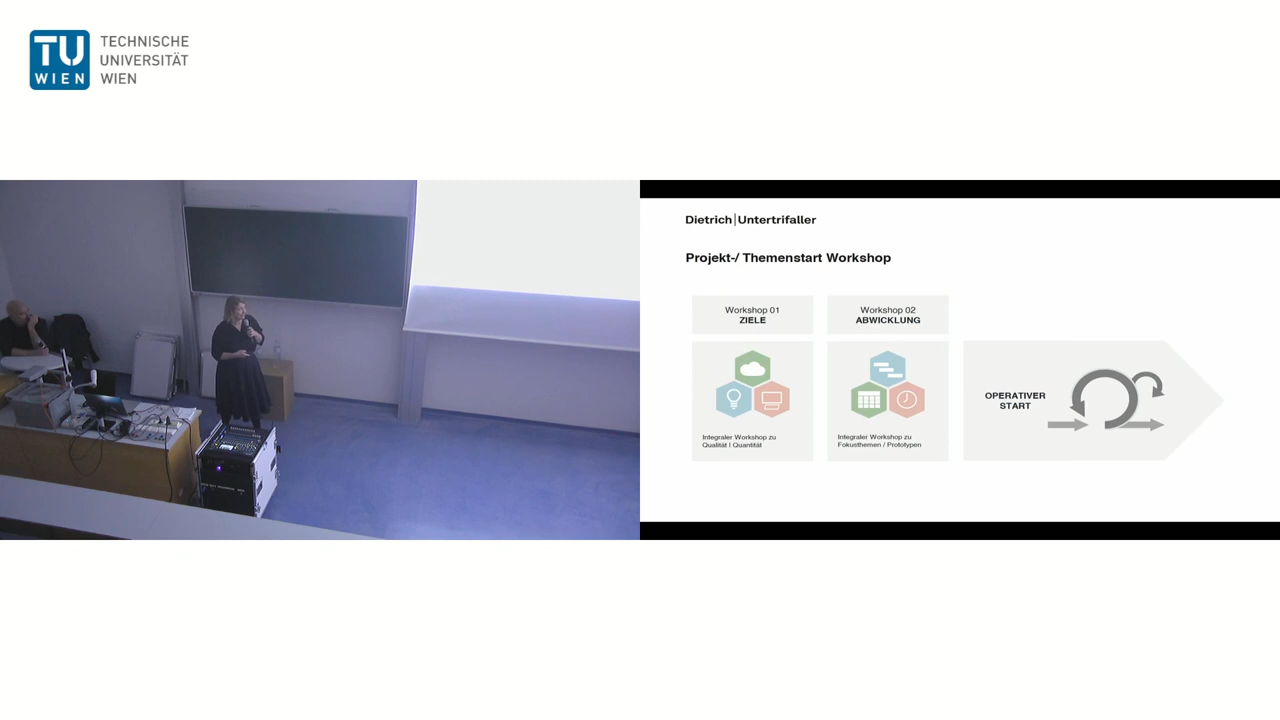 TU
WIEN
TECHNISCHE
UNIVERSITÄT
WIEN
Dietrich|Untertrifaller
Projekt-/ Themenstart Workshop
Workshop 01
ZIELE
Workshop 02
ABWICKLUNG
Integraler Workshop zu
Qualität I Quantität
Integraler Workshop zu
Fokusthemen / Prototypen
OPERATIVER
START